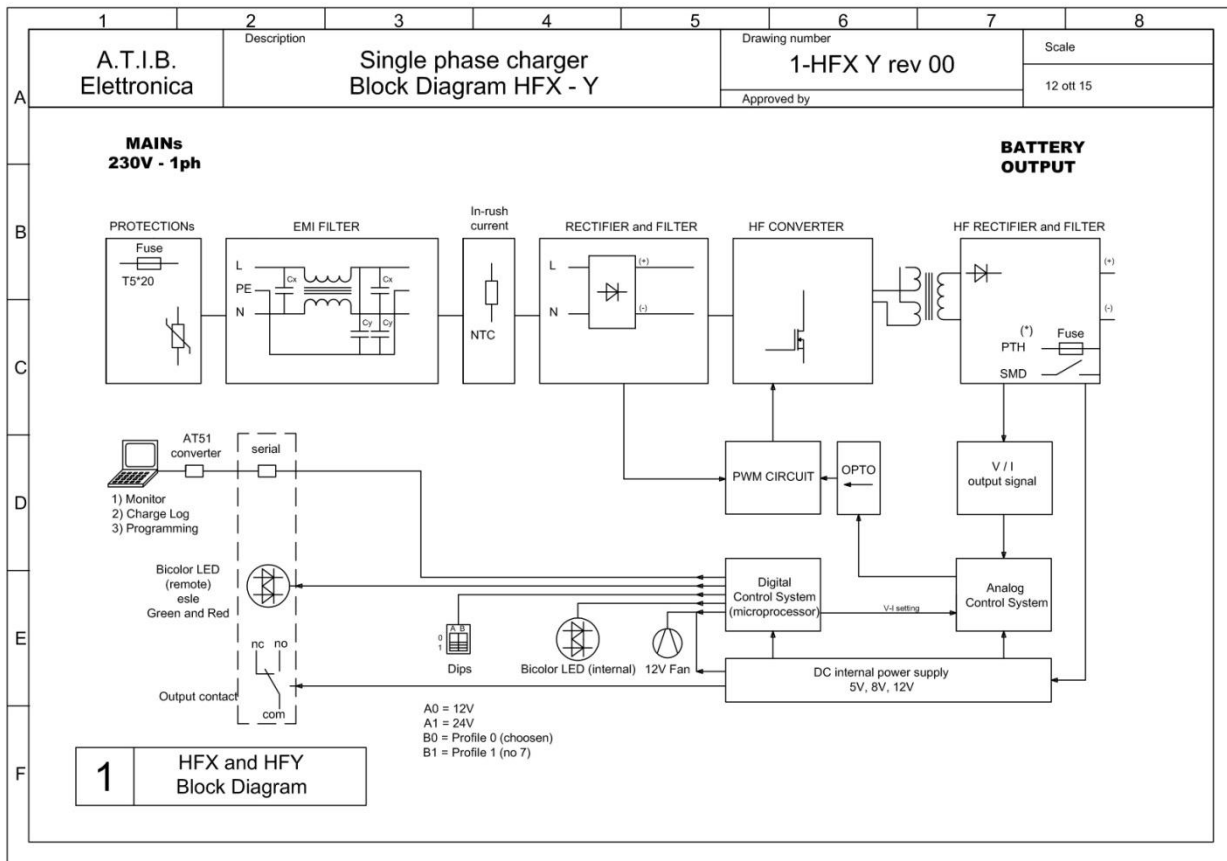 1 2 3 4 5 6 7 8
A.T.I.B.
Elettronica
Description
Single phase charger
Block Diagram HFX - Y
Drawing number
1-HFX Y rev 00
Approved by
Scale
12 ott 15
A
MAINs
230V - 1ph
BATTERY
OUTPUT
B
PROTECTIONs
Fuse
T5*20
EMI FILTER
L
PE
N
Cx
Cx
Cy
Cy
In-rush
current
NTC
RECTIFIER and FILTER
L
N
(+)
(-)
HF CONVERTER
HF RECTIFIER and FILTER
(+)
(-)
(*)
Fuse
PTH
SMD
C
AT51
converter
serial
1) Monitor
2) Charge Log
3) Programming
PWM CIRCUIT
OPTO
V / I
output signal
D
Bicolor LED
(remote)
esle
Green and Red
Digital
Control System
(microprocessor)
V-I setting
Analog
Control System
E
A B
0
1
Dips
Bicolor LED (internal)
12V Fan
DC internal power supply
5V, 8V, 12V
nc no
Output contact
com
A0 = 12V
A1 = 24V
B0 = Profile 0 (choosen)
B1 = Profile 1 (no 7)
F
1
HFX and HFY
Block Diagram